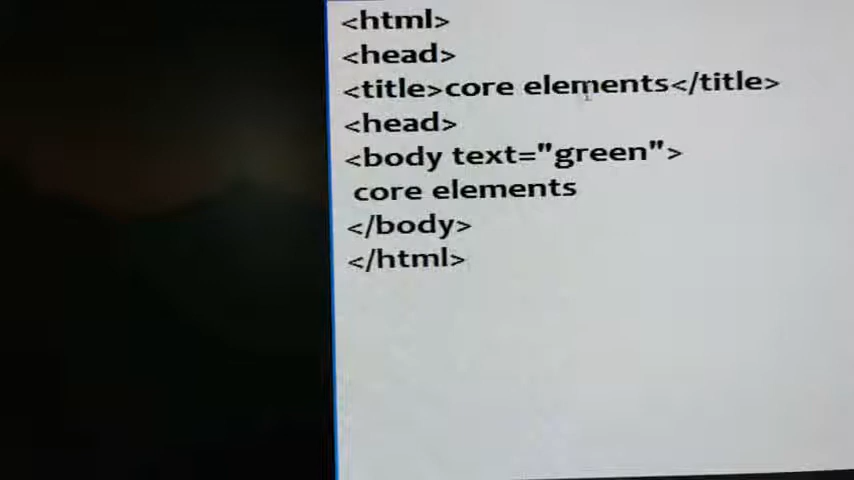 <html>
<head>
<title>core elements</title>
<head>
<body text="green">
core elements
</body>
</html>